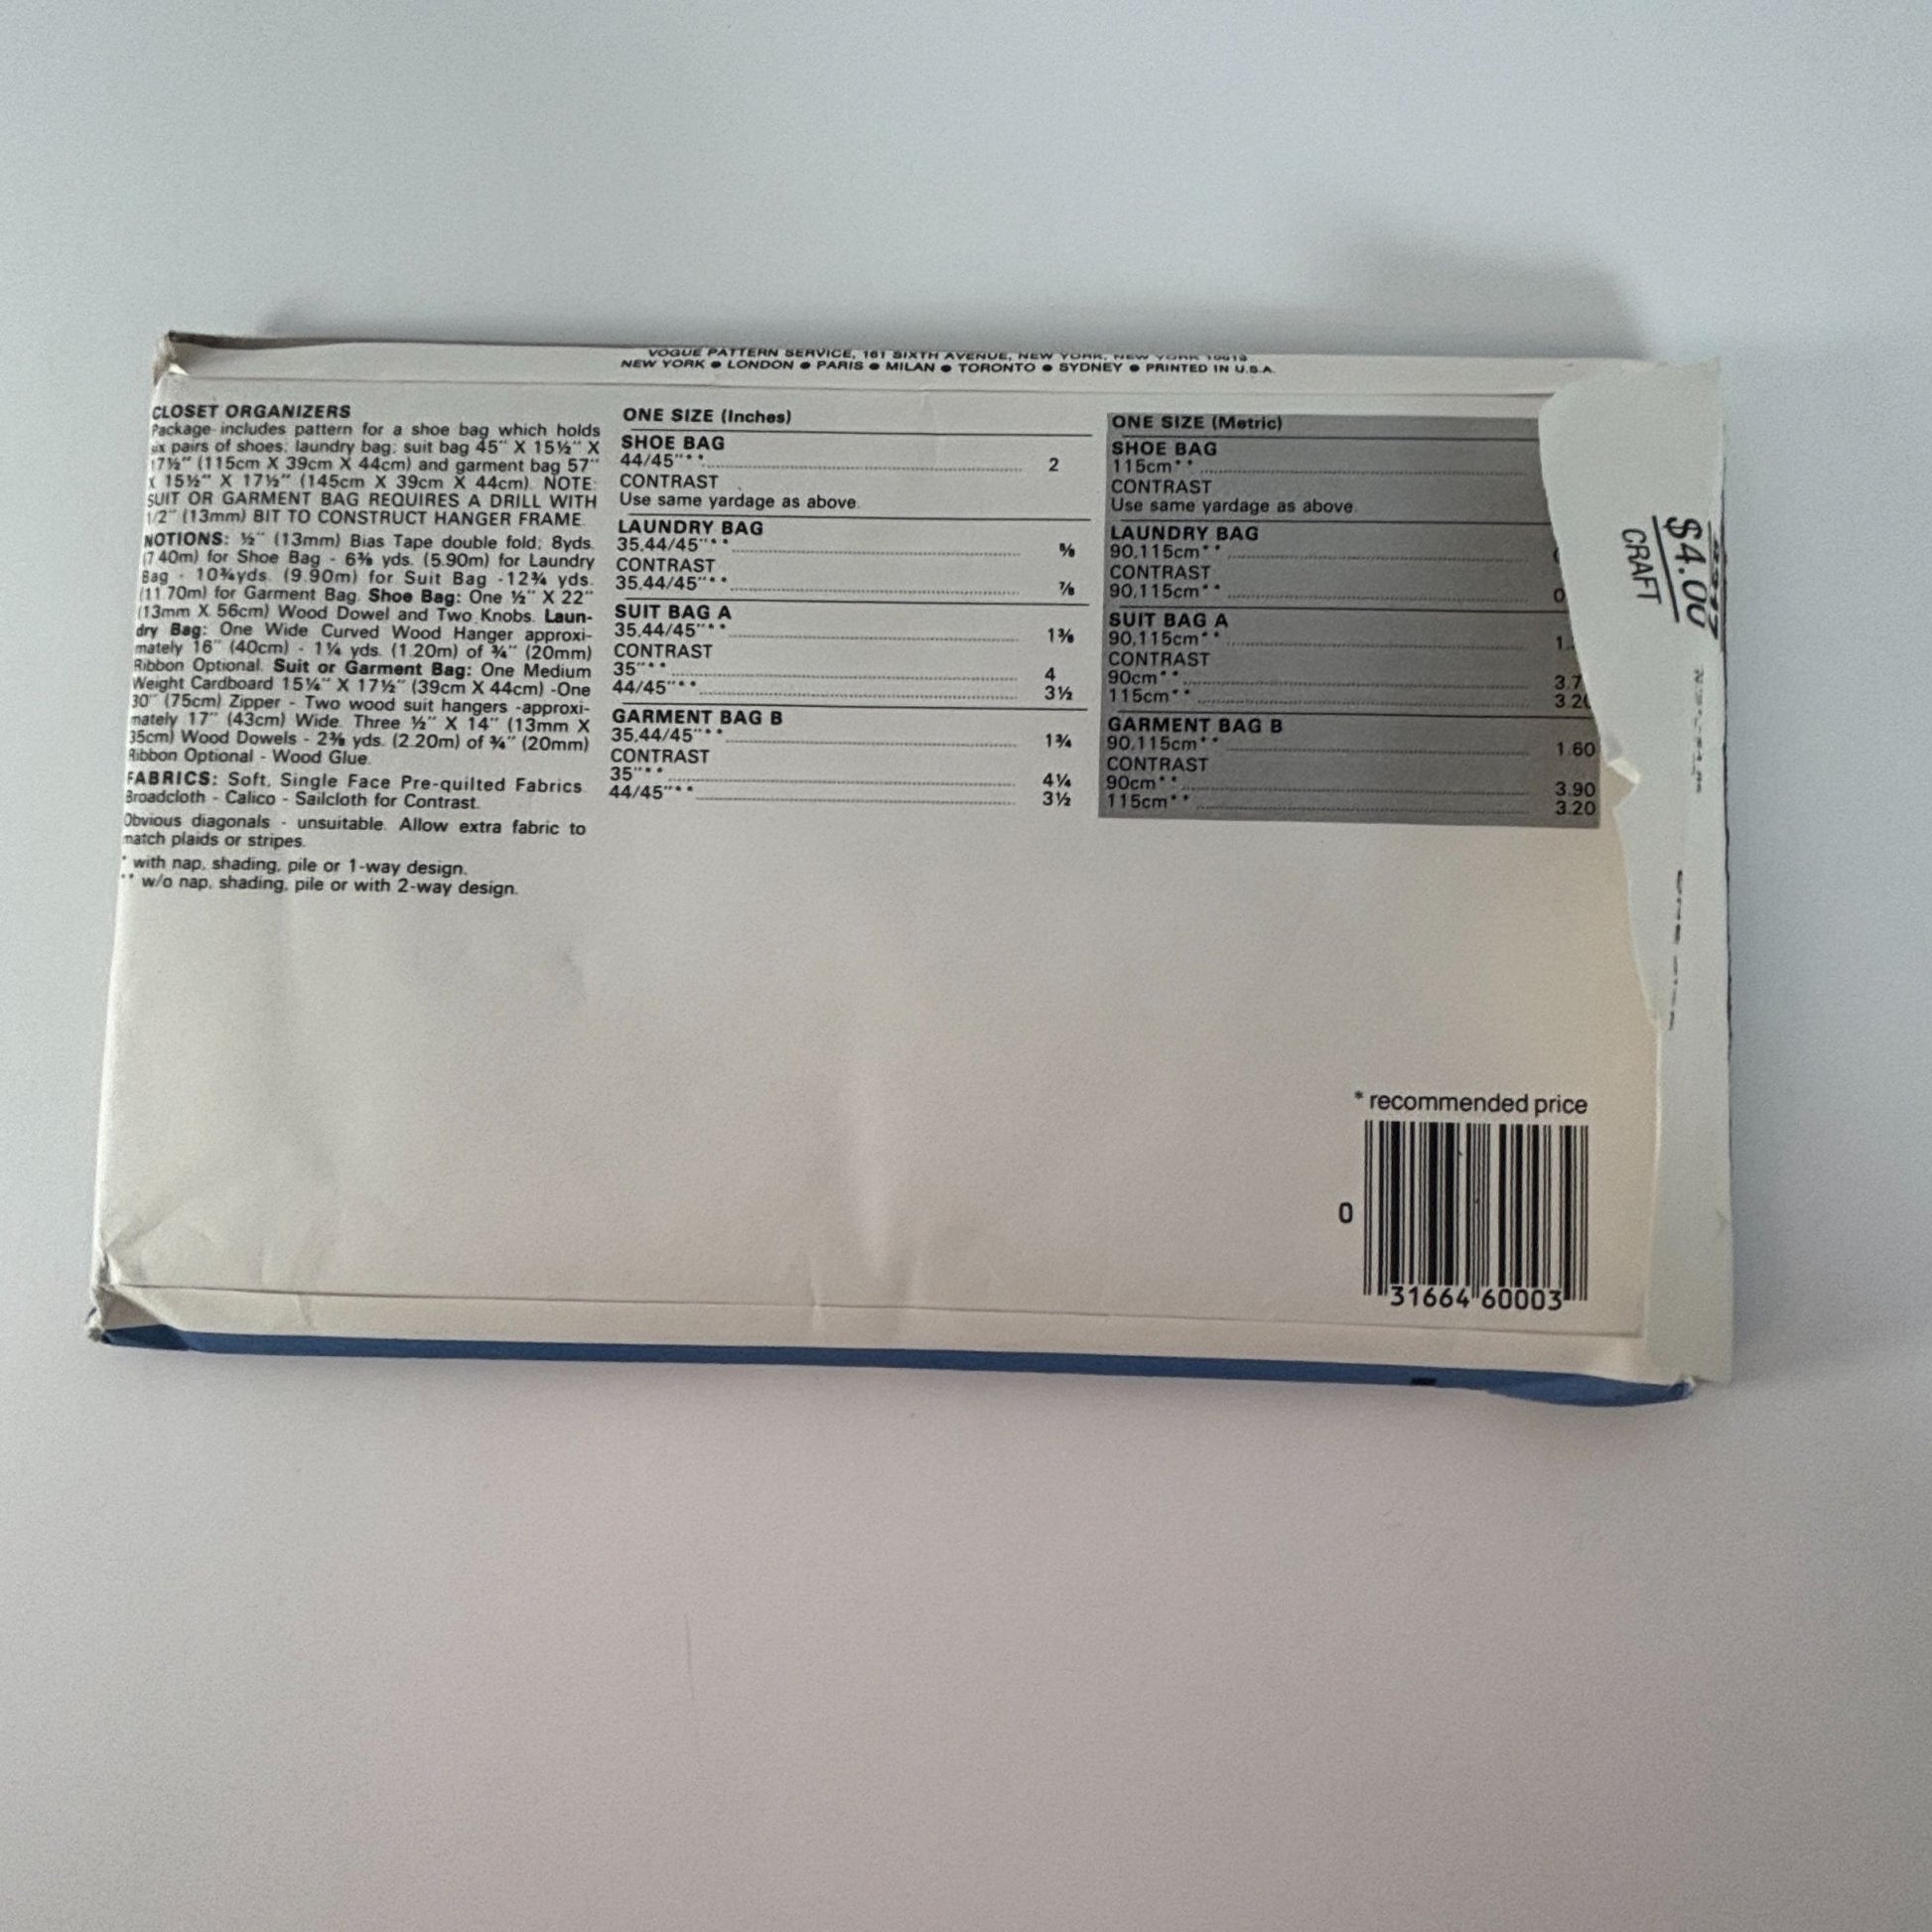 VOGUE PATTERN SERVICE, 161 SIXTH AVENUE, NEW YORK, NEW YORK 10013
NEW YORK ● LONDON ● PARIS ● MILAN ● TORONTO ● SYDNEY ● PRINTED IN U.S.A.
CLOSET ORGANIZERS
Package includes pattern for a shoe bag which holds
six pairs of shoes; laundry bag; suit bag 45" X 15½" X
17½" (115cm X 39cm X 44cm) and garment bag 57"
X 15½" X 17½" (145cm X 39cm X 44cm). NOTE:
SUIT OR GARMENT BAG REQUIRES A DRILL WITH
1/2" (13mm) BIT TO CONSTRUCT HANGER FRAME.
NOTIONS: ½" (13mm) Bias Tape double fold; 8yds.
(7.40m) for Shoe Bag - 6⅜ yds. (5.90m) for Laundry
Bag - 10¾yds. (9.90m) for Suit Bag -12¾ yds.
(11.70m) for Garment Bag. Shoe Bag: One ½" X 22"
(13mm X 56cm) Wood Dowel and Two Knobs. Laun-
dry Bag: One Wide Curved Wood Hanger approxi-
mately 16" (40cm) - 1¼ yds. (1.20m) of ¾" (20mm)
Ribbon Optional. Suit or Garment Bag: One Medium
Weight Cardboard 15¼" X 17½" (39cm X 44cm) -One
30" (75cm) Zipper - Two wood suit hangers -approxi-
mately 17" (43cm) Wide. Three ½" X 14" (13mm X
35cm) Wood Dowels - 2⅜ yds. (2.20m) of ¾" (20mm)
Ribbon Optional - Wood Glue.
FABRICS: Soft, Single Face Pre-quilted Fabrics.
Broadcloth - Calico - Sailcloth for Contrast.
Obvious diagonals - unsuitable. Allow extra fabric to
match plaids or stripes.
* with nap, shading, pile or 1-way design.
** w/o nap, shading, pile or with 2-way design.
ONE SIZE (Inches)
SHOE BAG
44/45"** 2
CONTRAST
Use same yardage as above.
LAUNDRY BAG
35,44/45"** ⅝
CONTRAST
35,44/45"** ⅞
SUIT BAG A
35,44/45"** 1⅜
CONTRAST
35"** 4
44/45"** 3½
GARMENT BAG B
35,44/45"** 1¾
CONTRAST
35"** 4¼
44/45"** 3½
ONE SIZE (Metric)
SHOE BAG
115cm**
CONTRAST
Use same yardage as above.
LAUNDRY BAG
90,115cm**
CONTRAST
90,115cm** 0
SUIT BAG A
90,115cm** 1.
CONTRAST
90cm** 3.7
115cm** 3.20
GARMENT BAG B
90,115cm** 1.60
CONTRAST
90cm** 3.90
115cm** 3.20
$4.00
CRAFT
* recommended price
0 31664 60003